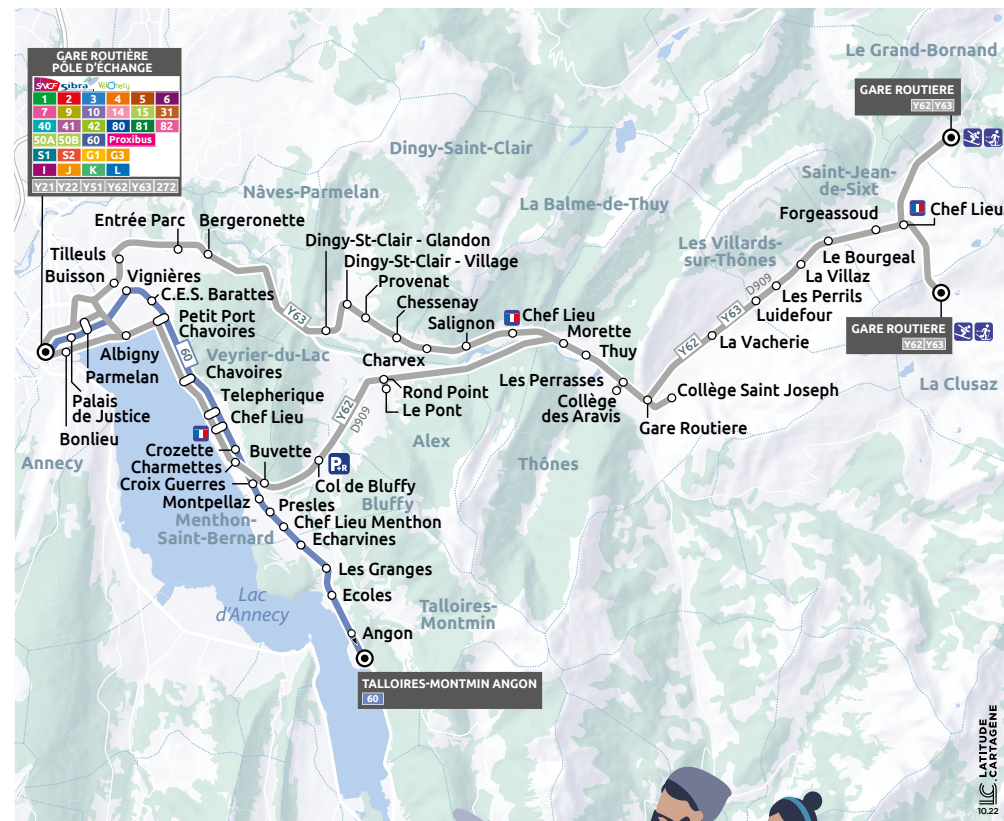 GARE ROUTIÈRE
PÔLE D'ÉCHANGE
SNCF Sibra Vélonecy
1 2 3 4 5 6
7 9 10 14 15 31
40 41 42 80 81 82
50A 50B 60 Proxibus
S1 S2 G1 G3
I J K L
Y21 Y22 Y51 Y62 Y63 272
Le Grand-Bornand
GARE ROUTIERE
Y62 Y63
Dingy-Saint-Clair
Nâves-Parmelan
La Balme-de-Thuy
Saint-Jean-
de-Sixt
Les Villards-
sur-Thônes
Entrée Parc
Bergeronette
Tilleuls
Buisson
Vignières
C.E.S. Barattes
Petit Port
Chavoires
Dingy-St-Clair - Glandon
Dingy-St-Clair - Village
Provenat
Chessenay
Salignon
Charvex
Chef Lieu
Morette
Thuy
Forgeassoud
Chef Lieu
Le Bourgeal
La Villaz
Les Perrils
Luidefour
La Vacherie
Y63
Y62
Y63
D909
GARE ROUTIERE
Y62 Y63
La Clusaz
Albigny
Parmelan
Palais
de Justice
Bonlieu
Annecy
60
Veyrier-du-Lac
Chavoires
Telepherique
Chef Lieu
Crozette
Charmettes
Croix Guerres
Montpellaz
Buvette
Y62
D909
Rond Point
Le Pont
Les Perrasses
Collège
des Aravis
Collège Saint Joseph
Gare Routiere
Alex
Thônes
P+R
Col de Bluffy
Bluffy
Presles
Chef Lieu Menthon
Echarvines
Menthon-
Saint-Bernard
Les Granges
Ecoles
Lac
d'Annecy
Talloires-
Montmin
Angon
TALLOIRES-MONTMIN ANGON
60
LC LATITUDE
CARTAGÈNE
10.22